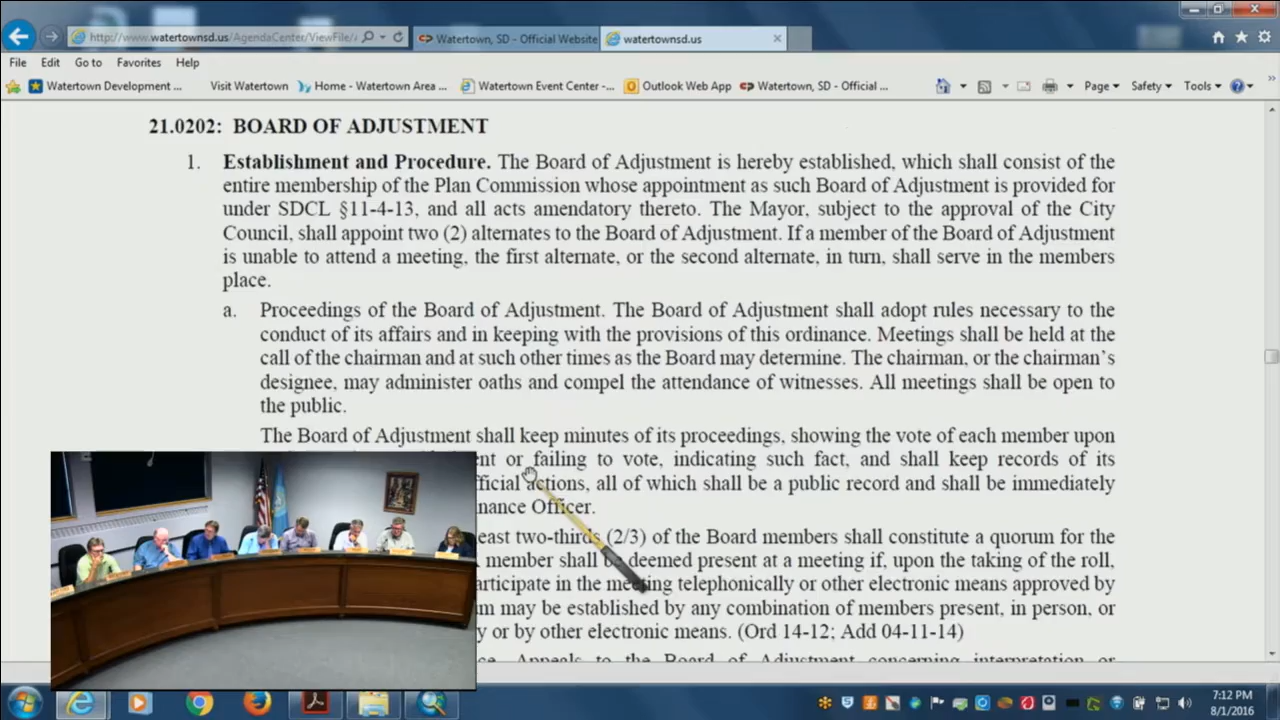 http://www.watertownsd.us/AgendaCenter/ViewFile/
Watertown, SD - Official Website
watertownsd.us
File Edit Go to Favorites Help
Watertown Development ... Visit Watertown Home - Watertown Area ... Watertown Event Center -... Outlook Web App Watertown, SD - Official ... Page Safety Tools
21.0202: BOARD OF ADJUSTMENT
1. Establishment and Procedure. The Board of Adjustment is hereby established, which shall consist of the
entire membership of the Plan Commission whose appointment as such Board of Adjustment is provided for
under SDCL §11-4-13, and all acts amendatory thereto. The Mayor, subject to the approval of the City
Council, shall appoint two (2) alternates to the Board of Adjustment. If a member of the Board of Adjustment
is unable to attend a meeting, the first alternate, or the second alternate, in turn, shall serve in the members
place.
a. Proceedings of the Board of Adjustment. The Board of Adjustment shall adopt rules necessary to the
conduct of its affairs and in keeping with the provisions of this ordinance. Meetings shall be held at the
call of the chairman and at such other times as the Board may determine. The chairman, or the chairman's
designee, may administer oaths and compel the attendance of witnesses. All meetings shall be open to
the public.
The Board of Adjustment shall keep minutes of its proceedings, showing the vote of each member upon
ent or failing to vote, indicating such fact, and shall keep records of its
fficial actions, all of which shall be a public record and shall be immediately
nance Officer.
east two-thirds (2/3) of the Board members shall constitute a quorum for the
member shall be deemed present at a meeting if, upon the taking of the roll,
articipate in the meeting telephonically or other electronic means approved by
um may be established by any combination of members present, in person, or
y or by other electronic means. (Ord 14-12; Add 04-11-14)
Appeals to the Board of Adjustment concerning interpretation or
7:12 PM
8/1/2016